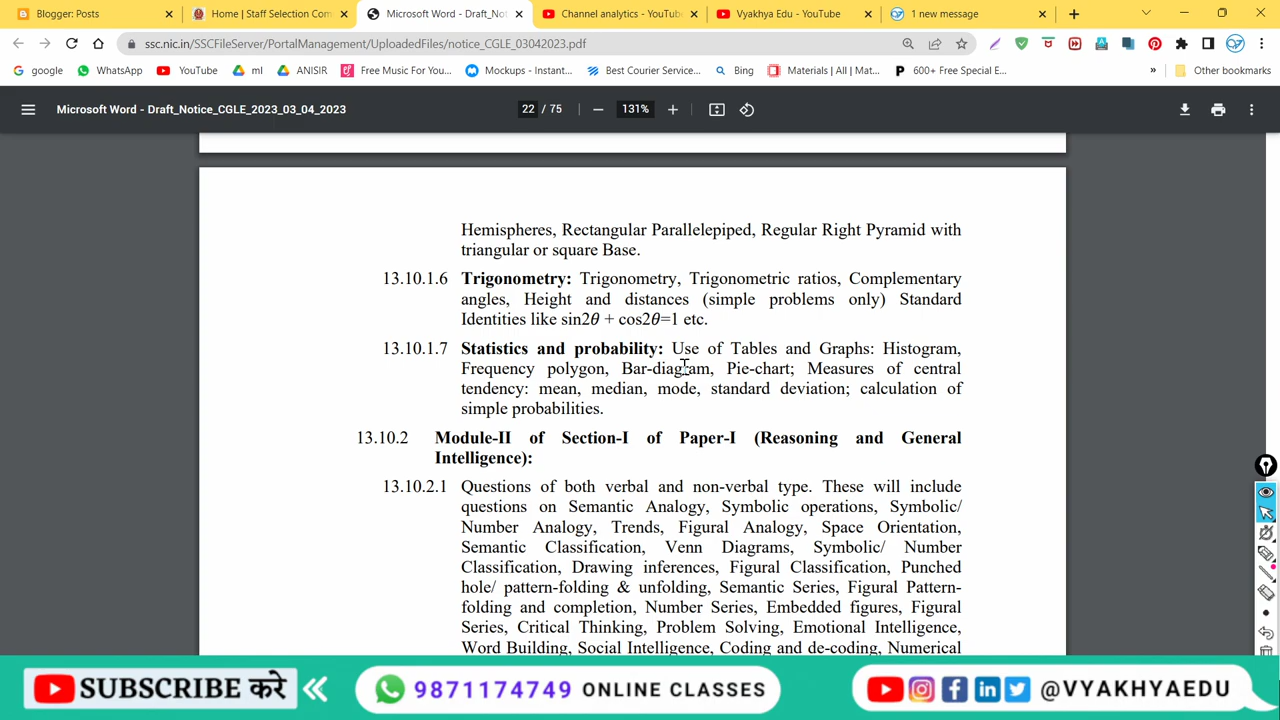 Blogger: Posts
Home | Staff Selection Com
Microsoft Word - Draft_Notice_C
Channel analytics - YouTube
Vyakhya Edu - YouTube
1 new message
ssc.nic.in/SSCFileServer/PortalManagement/UploadedFiles/notice_CGLE_03042023.pdf
google
WhatsApp
YouTube
ml
ANISIR
Free Music For You...
Mockups - Instant...
Best Courier Service...
Bing
Materials | All | Mat...
600+ Free Special E...
»
Other bookmarks
Microsoft Word - Draft_Notice_CGLE_2023_03_04_2023
22 / 75
131%
Hemispheres, Rectangular Parallelepiped, Regular Right Pyramid with
triangular or square Base.
13.10.1.6 Trigonometry: Trigonometry, Trigonometric ratios, Complementary
angles, Height and distances (simple problems only) Standard
Identities like sin2𝜃 + cos2𝜃=1 etc.
13.10.1.7 Statistics and probability: Use of Tables and Graphs: Histogram,
Frequency polygon, Bar-diagram, Pie-chart; Measures of central
tendency: mean, median, mode, standard deviation; calculation of
simple probabilities.
13.10.2 Module-II of Section-I of Paper-I (Reasoning and General
Intelligence):
13.10.2.1 Questions of both verbal and non-verbal type. These will include
questions on Semantic Analogy, Symbolic operations, Symbolic/
Number Analogy, Trends, Figural Analogy, Space Orientation,
Semantic Classification, Venn Diagrams, Symbolic/ Number
Classification, Drawing inferences, Figural Classification, Punched
hole/ pattern-folding & unfolding, Semantic Series, Figural Pattern-
folding and completion, Number Series, Embedded figures, Figural
Series, Critical Thinking, Problem Solving, Emotional Intelligence,
Word Building, Social Intelligence, Coding and de-coding, Numerical
SUBSCRIBE करे
9871174749 ONLINE CLASSES
@VYAKHYAEDU